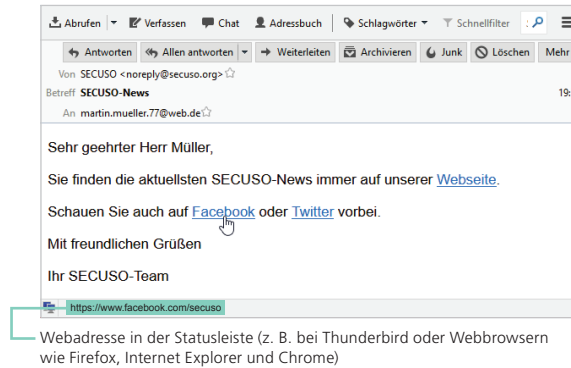 Abrufen Verfassen Chat Adressbuch Schlagwörter Schnellfilter
Antworten Allen antworten Weiterleiten Archivieren Junk Löschen Mehr
Von SECUSO <noreply@secuso.org>
Betreff SECUSO-News 19:
An martin.mueller.77@web.de
Sehr geehrter Herr Müller,
Sie finden die aktuellsten SECUSO-News immer auf unserer Webseite.
Schauen Sie auch auf Facebook oder Twitter vorbei.
Mit freundlichen Grüßen
Ihr SECUSO-Team
https://www.facebook.com/secuso
Webadresse in der Statusleiste (z. B. bei Thunderbird oder Webbrowsern
wie Firefox, Internet Explorer und Chrome)